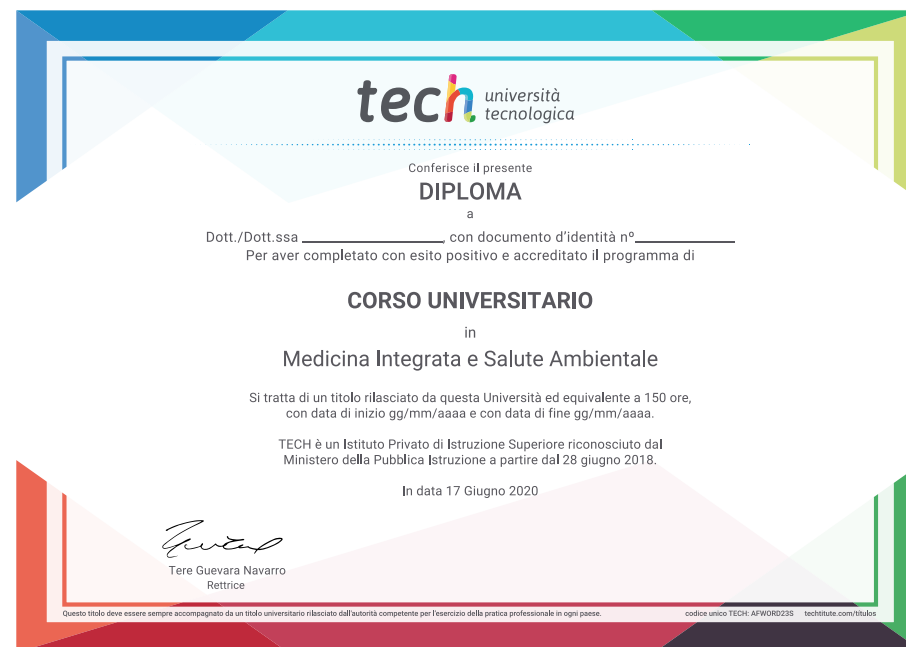 tech università
tecnologica
Conferisce il presente
DIPLOMA
a
Dott./Dott.ssa ____________________, con documento d'identità nº______________
Per aver completato con esito positivo e accreditato il programma di
CORSO UNIVERSITARIO
in
Medicina Integrata e Salute Ambientale
Si tratta di un titolo rilasciato da questa Università ed equivalente a 150 ore,
con data di inizio gg/mm/aaaa e con data di fine gg/mm/aaaa.
TECH è un Istituto Privato di Istruzione Superiore riconosciuto dal
Ministero della Pubblica Istruzione a partire dal 28 giugno 2018.
In data 17 Giugno 2020
Tere Guevara Navarro
Rettrice
Questo titolo deve essere sempre accompagnato da un titolo universitario rilasciato dall'autorità competente per l'esercizio della pratica professionale in ogni paese. codice unico TECH: AFWORD23S techtitute.com/títulos